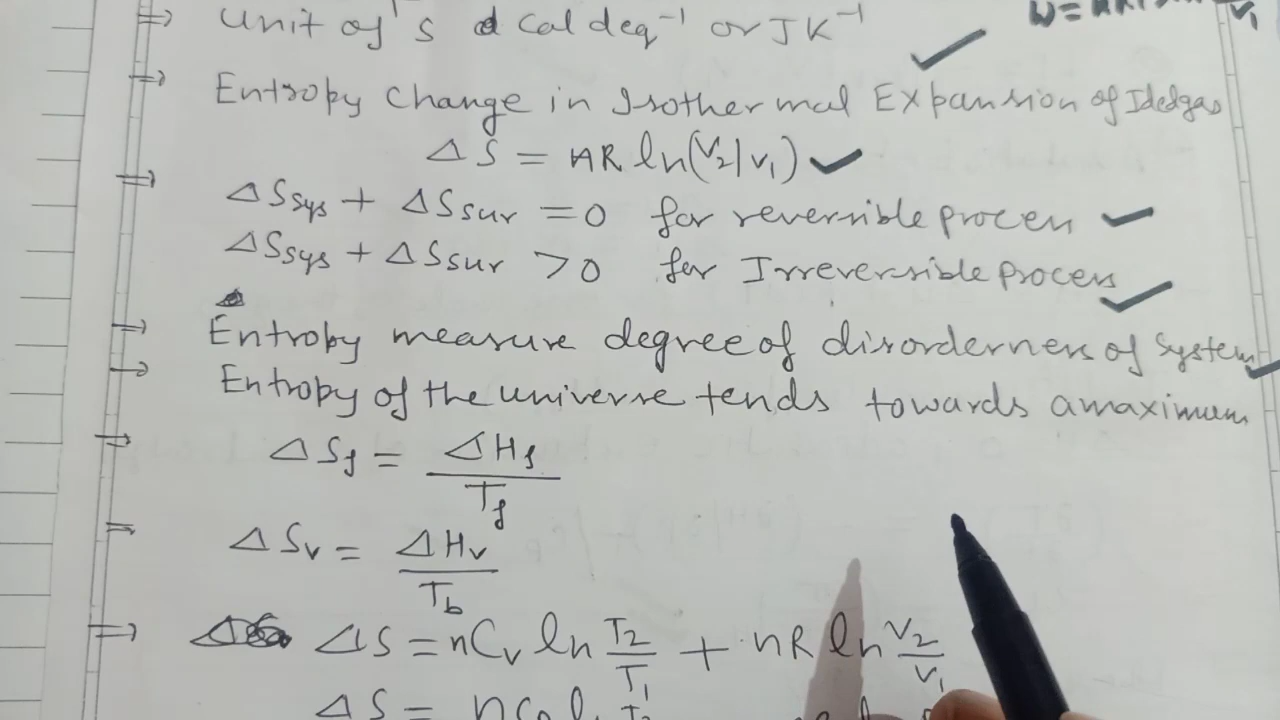 ⇒ Unit of S Cal deg⁻¹ or J K⁻¹
⇒ Entropy Change in Isothermal Expansion of Idealgas
ΔS = nR ln(V₂/V₁) ✓
⇒ ΔSsys + ΔSsur = 0 for reversible process ✓
ΔSsys + ΔSsur > 0 for Irreversible process ✓
⇒ Entropy measure degree of disorderness of system ✓
⇒ Entropy of the universe tends towards a maximum
⇒ ΔSf = ΔHf / Tf
⇒ ΔSv = ΔHv / Tb
⇒ ΔS = nCv ln T2/T1 + nR ln V2/V1
ΔS =